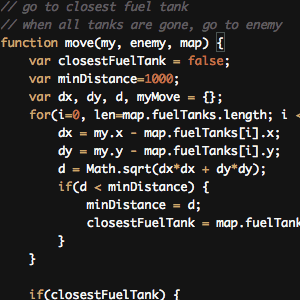 // go to closest fuel tank
// when all tanks are gone, go to enemy
function move(my, enemy, map) {
    var closestFuelTank = false;
    var minDistance=1000;
    var dx, dy, d, myMove = {};
    for(i=0, len=map.fuelTanks.length; i <
        dx = my.x - map.fuelTanks[i].x;
        dy = my.y - map.fuelTanks[i].y;
        d = Math.sqrt(dx*dx + dy*dy);
        if(d < minDistance) {
            minDistance = d;
            closestFuelTank = map.fuelTank
        }
    }
    if(closestFuelTank) {